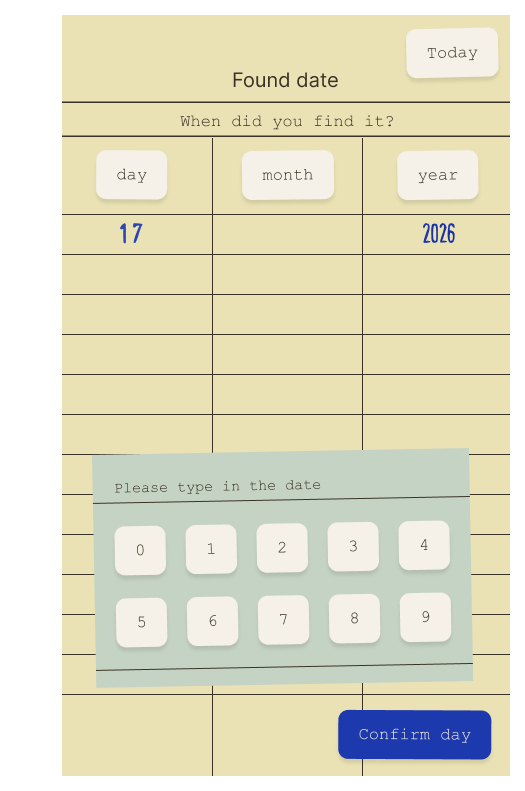 Today
Found date
When did you find it?
day month year
17 2026
Please type in the date
0 1 2 3 4
5 6 7 8 9
Confirm day